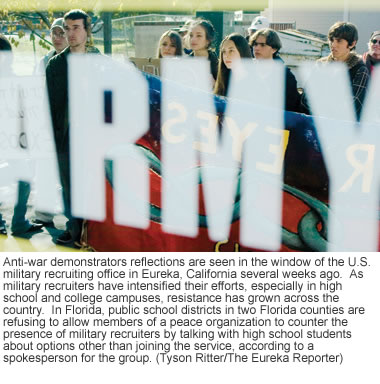 ARMY
EYES
R
Anti-war demonstrators reflections are seen in the window of the U.S.
military recruiting office in Eureka, California several weeks ago.  As
military recruiters have intensified their efforts, especially in high
school and college campuses, resistance has grown across the
country.  In Florida, public school districts in two Florida counties are
refusing to allow members of a peace organization to counter the
presence of military recruiters by talking with high school students
about options other than joining the service, according to a
spokesperson for the group. (Tyson Ritter/The Eureka Reporter)